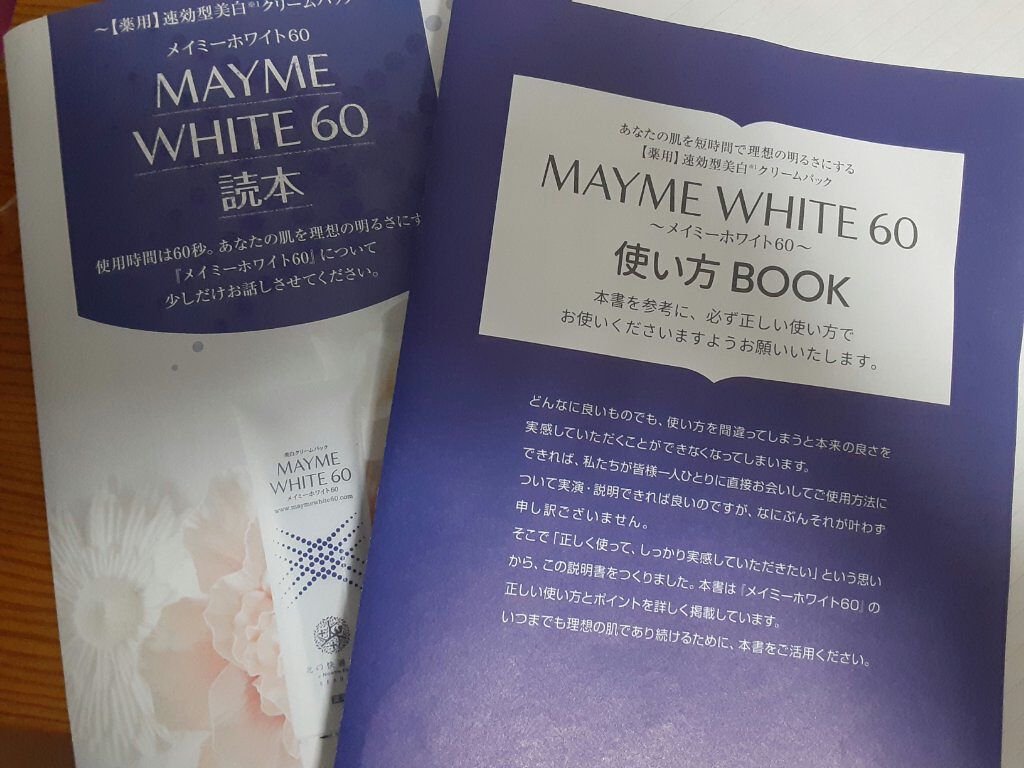 ～【薬用】速効型美白※1クリームパック
メイミーホワイト60
MAYME
WHITE 60
読本
使用時間は60秒。あなたの肌を理想の明るさにす
『メイミーホワイト60』について
少しだけお話しさせてください。
美白クリームパック
MAYME
WHITE 60
メイミーホワイト60
www.maymewhite60.com
北の快適
あなたの肌を短時間で理想の明るさにする
【薬用】速効型美白※1クリームパック
MAYME WHITE 60
～メイミーホワイト60～
使い方 BOOK
本書を参考に、必ず正しい使い方で
お使いくださいますようお願いいたします。
どんなに良いものでも、使い方を間違ってしまうと本来の良さを
実感していただくことができなくなってしまいます。
できれば、私たちが皆様一人ひとりに直接お会いしてご使用方法に
ついて実演・説明できれば良いのですが、なにぶんそれが叶わず
申し訳ございません。
そこで「正しく使って、しっかり実感していただきたい」という思い
から、この説明書をつくりました。本書は『メイミーホワイト60』の
正しい使い方とポイントを詳しく掲載しています。
いつまでも理想の肌であり続けるために、本書をご活用ください。